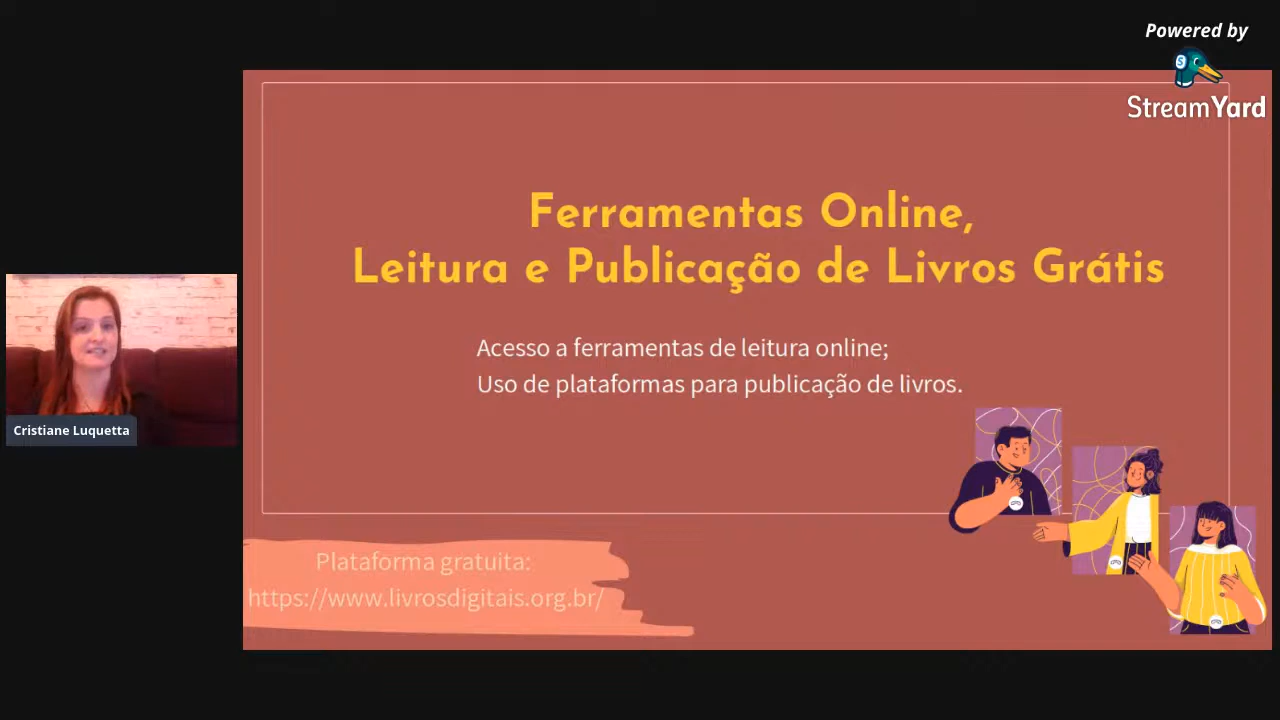 Powered by
StreamYard
Ferramentas Online,
Leitura e Publicação de Livros Grátis
Acesso a ferramentas de leitura online;
Uso de plataformas para publicação de livros.
Cristiane Luquetta
Plataforma gratuita:
https://www.livrosdigitais.org.br/